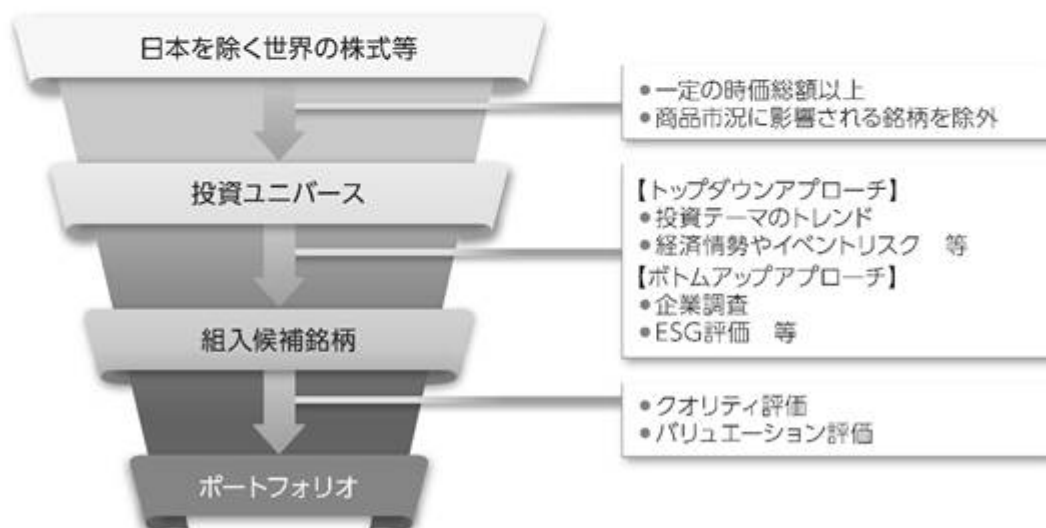 日本を除く世界の株式等
●一定の時価総額以上
●商品市況に影響される銘柄を除外
投資ユニバース
【トップダウンアプローチ】
●投資テーマのトレンド
●経済情勢やイベントリスク　等
【ボトムアップアプローチ】
●企業調査
●ESG評価　等
組入候補銘柄
●クオリティ評価
●バリュエーション評価
ポートフォリオ